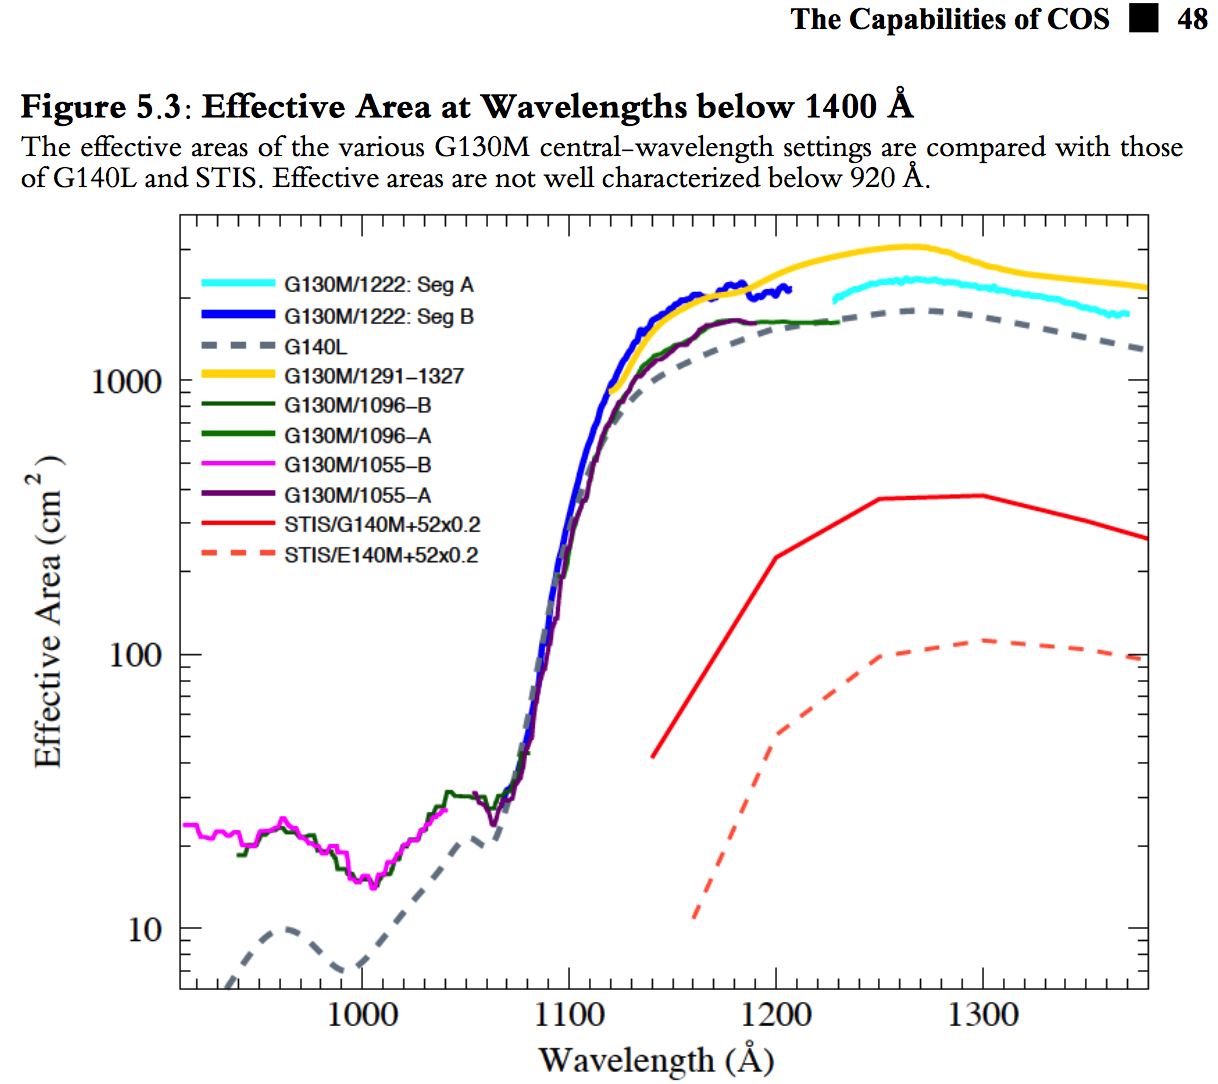 The Capabilities of COS ■ 48
Figure 5.3: Effective Area at Wavelengths below 1400 Å
The effective areas of the various G130M central–wavelength settings are compared with those
of G140L and STIS. Effective areas are not well characterized below 920 Å.
G130M/1222: Seg A
G130M/1222: Seg B
G140L
G130M/1291–1327
G130M/1096–B
G130M/1096–A
G130M/1055–B
G130M/1055–A
STIS/G140M+52x0.2
STIS/E140M+52x0.2
Effective Area (cm²)
1000
100
10
1000 1100 1200 1300
Wavelength (Å)